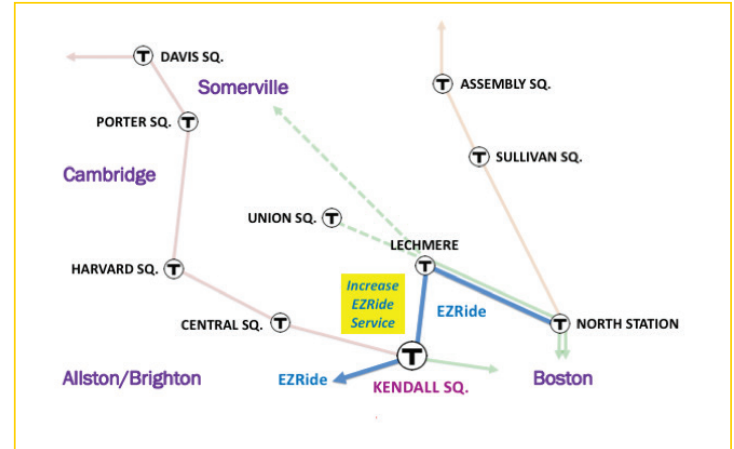 T DAVIS SQ.
Somerville
T ASSEMBLY SQ.
PORTER SQ. T
T SULLIVAN SQ.
Cambridge
UNION SQ. T
LECHMERE
T
HARVARD SQ. T
Increase
EZRide
Service
EZRide
CENTRAL SQ. T
T NORTH STATION
T
Allston/Brighton
EZRide
KENDALL SQ.
Boston